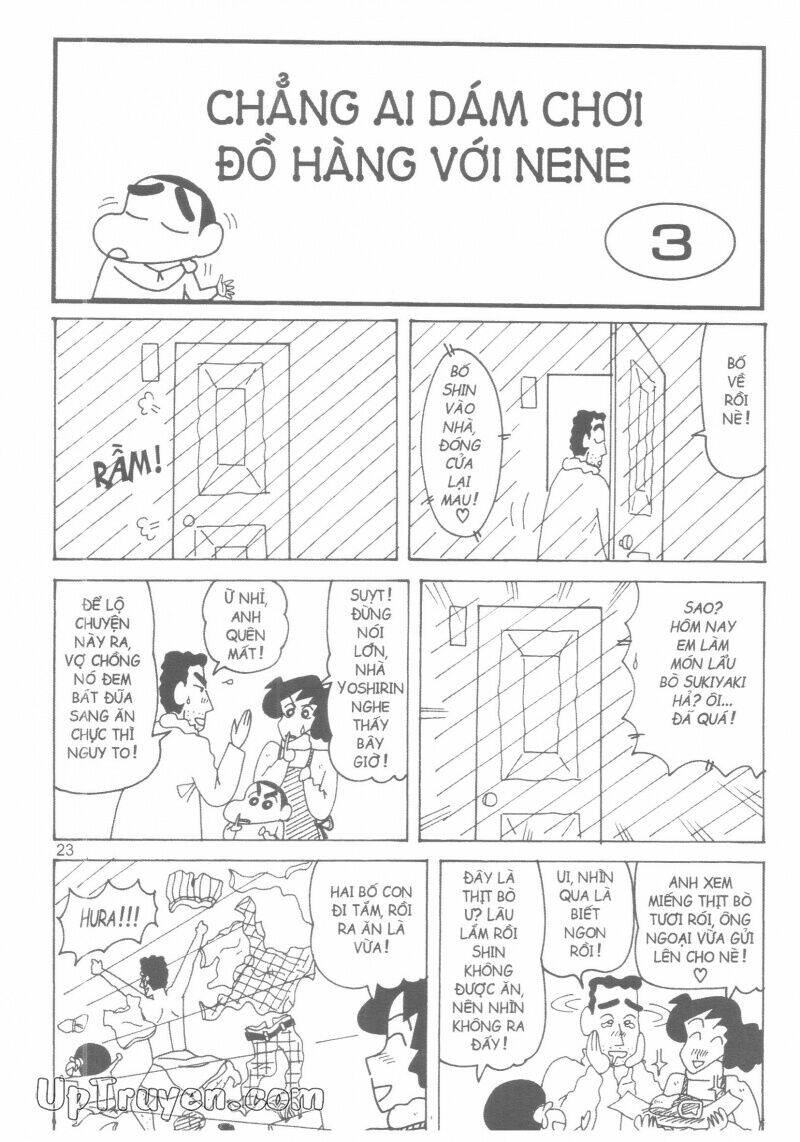 CHẲNG AI DÁM CHƠI
ĐỒ HÀNG VỚI NENE
3
BỐ
VỀ
RỒI
NÈ!
BỐ
SHIN
VÀO
NHÀ,
ĐÓNG
CỬA
LẠI
MAU!
♡
RẦM!
SAO?
HÔM NAY
EM LÀM
MÓN LẨU
BÒ SUKIYAKI
HẢ? ÔI...
ĐÃ QUÁ!
SUỴT!
ĐỪNG
NÓI
LỚN,
NHÀ
YOSHIRIN
NGHE
THẤY
BÂY
GIỜ!
Ừ NHỈ,
ANH
QUÊN
MẤT!
ĐỂ LỘ
CHUYỆN
NÀY RA,
VỢ CHỒNG
NÓ ĐEM
BÁT ĐŨA
SANG ĂN
CHỰC THÌ
NGUY TO!
23
ANH XEM
MIẾNG THỊT BÒ
TƯƠI RÓI, ÔNG
NGOẠI VỪA GỬI
LÊN CHO NÈ!
♡
UI, NHÌN
QUA LÀ
BIẾT
NGON
RỒI!
ĐÂY LÀ
THỊT BÒ
Ư? LÂU
LẮM RỒI
SHIN
KHÔNG
ĐƯỢC ĂN,
NÊN NHÌN
KHÔNG RA
ĐẤY!
HAI BỐ CON
ĐI TẮM, RỒI
RA ĂN LÀ
VỪA!
HURA!!!
UpTruyen.com